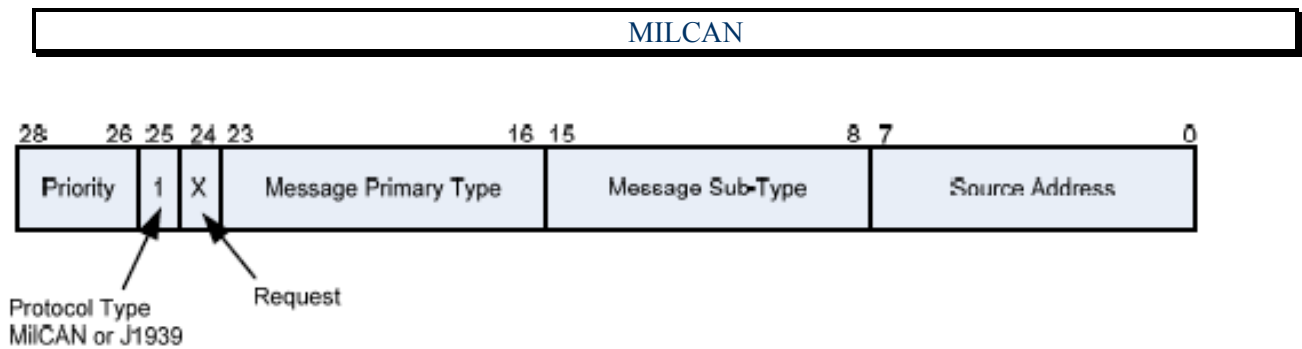 MILCAN
28 26 25 24 23 16 15 8 7 0
Priority 1 X Message Primary Type Message Sub-Type Source Address
Request
Protocol Type
MilCAN or J1939